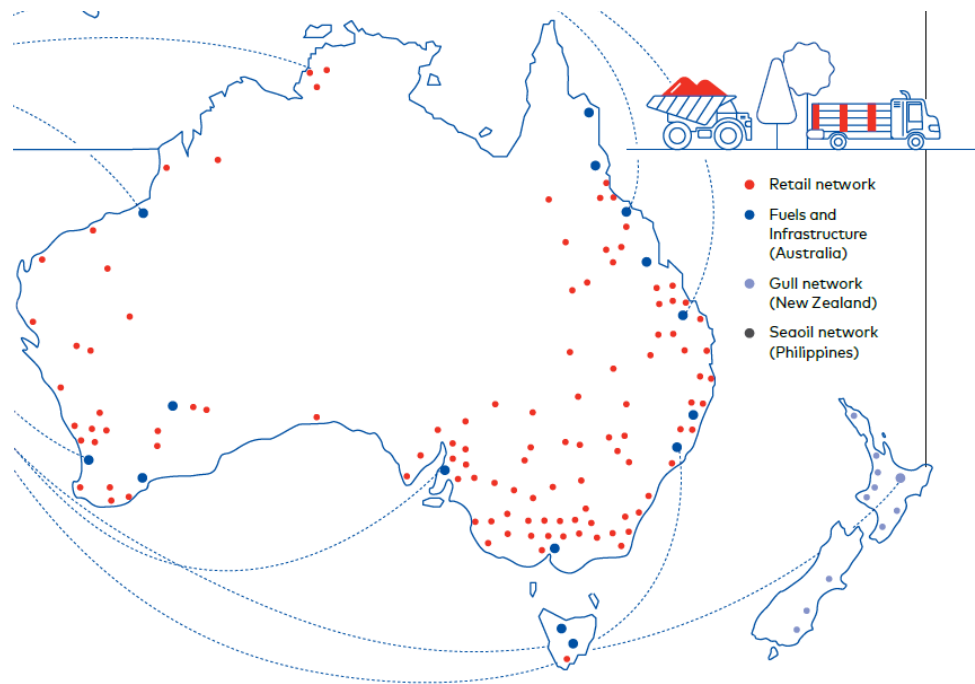 Retail network
Fuels and
Infrastructure
(Australia)
Gull network
(New Zealand)
Seaoil network
(Philippines)